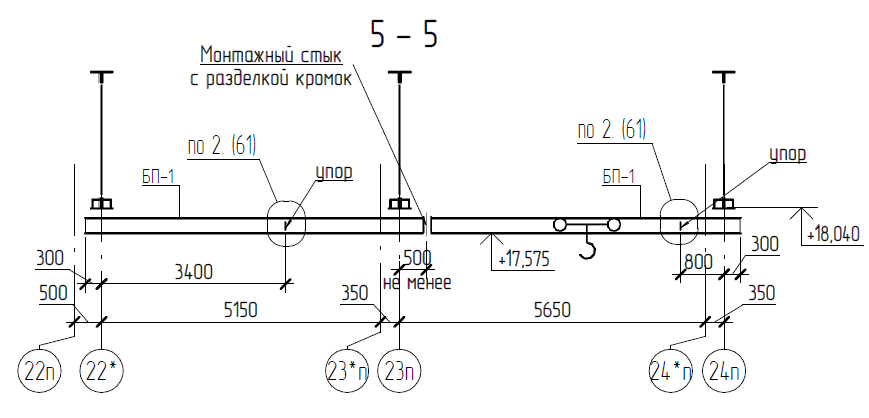 5 – 5
Монтажный стык
с разделкой кромок
по 2. (61)
по 2. (61)
упор
упор
БП-1
БП-1
+18,040
+17,575
300
3400
500
не менее
800
300
500
5150
350
5650
350
22п
22*
23*п
23п
24*п
24п